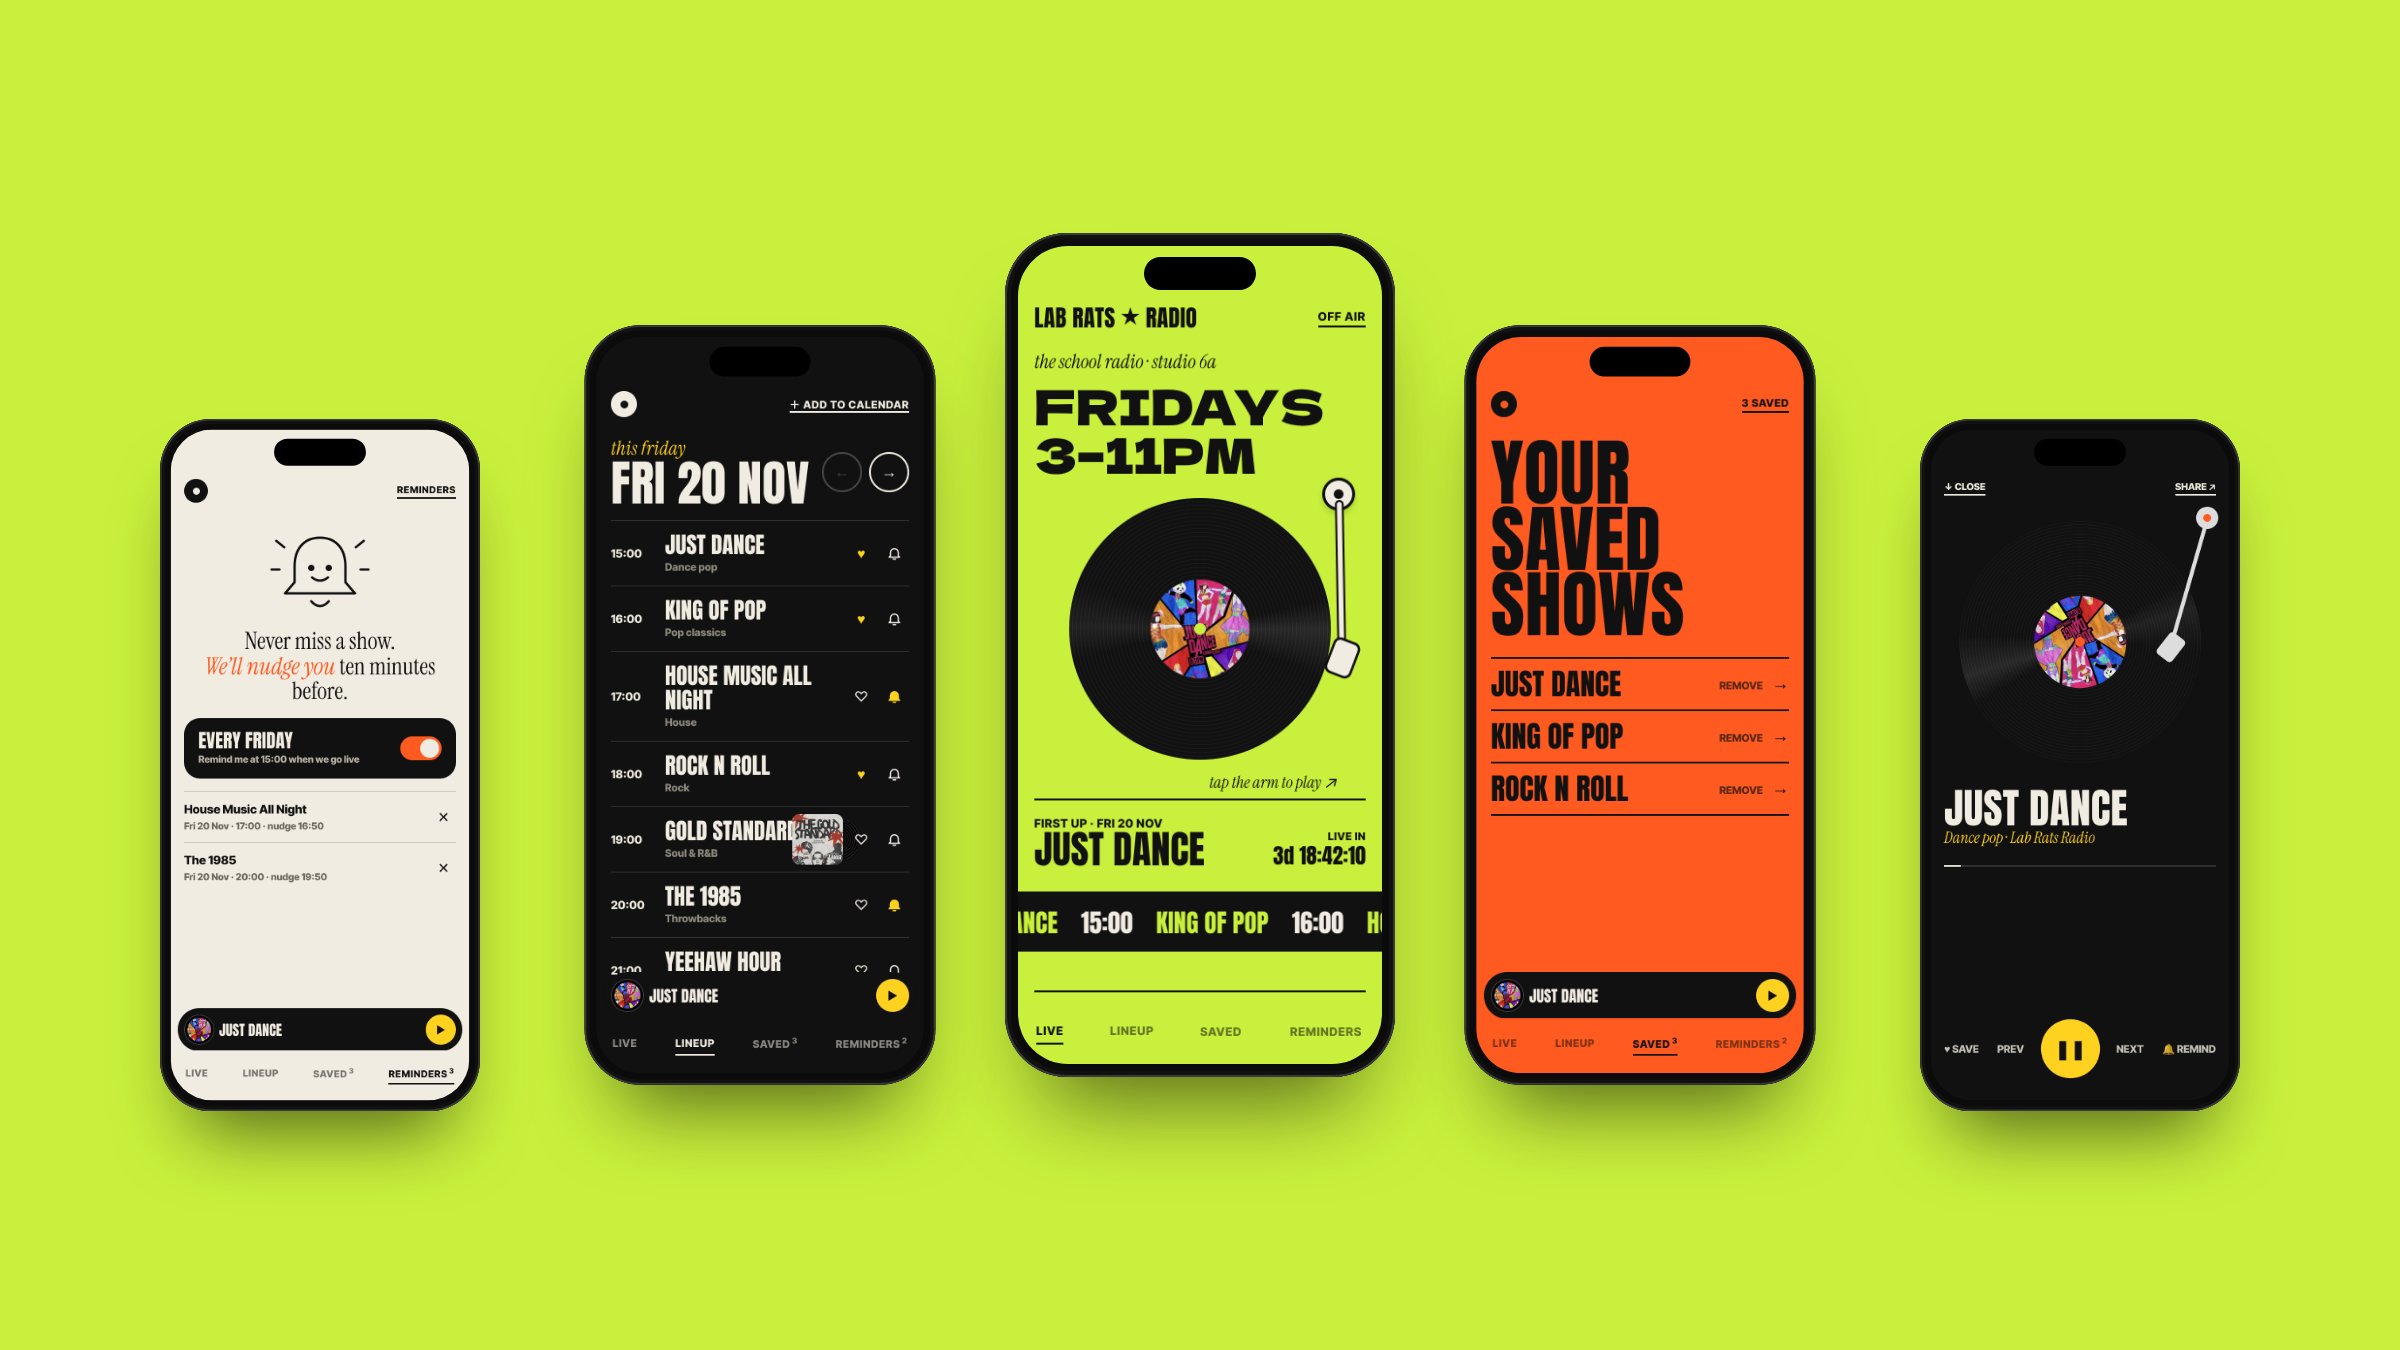 REMINDERS
Never miss a show.
We'll nudge you ten minutes
before.
EVERY FRIDAY
Remind me at 15:00 when we go live
House Music All Night
Fri 20 Nov · 17:00 · nudge 16:50
×
The 1985
Fri 20 Nov · 20:00 · nudge 19:50
×
JUST DANCE
LIVE LINEUP SAVED 3 REMINDERS 3
+ ADD TO CALENDAR
this friday
FRI 20 NOV ← →
15:00 JUST DANCE ♥
Dance pop
16:00 KING OF POP ♥
Pop classics
17:00 HOUSE MUSIC ALL
NIGHT
House
18:00 ROCK N ROLL ♥
Rock
19:00 GOLD STANDARD
Soul & R&B
THE GOLD
STANDARD
20:00 THE 1985
Throwbacks
21:00 YEEHAW HOUR
JUST DANCE
LIVE LINEUP SAVED 3 REMINDERS 2
LAB RATS ★ RADIO OFF AIR
the school radio · studio 6a
FRIDAYS
3–11PM
JUST
DANCE
tap the arm to play ↗
FIRST UP · FRI 20 NOV
JUST DANCE
LIVE IN
3d 18:42:10
ANCE 15:00 KING OF POP 16:00 HO
LIVE LINEUP SAVED REMINDERS
3 SAVED
YOUR
SAVED
SHOWS
JUST DANCE REMOVE →
KING OF POP REMOVE →
ROCK N ROLL REMOVE →
JUST DANCE
LIVE LINEUP SAVED 3 REMINDERS 2
↓ CLOSE SHARE ↗
JUST DANCE
Dance pop · Lab Rats Radio
♥ SAVE PREV NEXT 🔔 REMIND